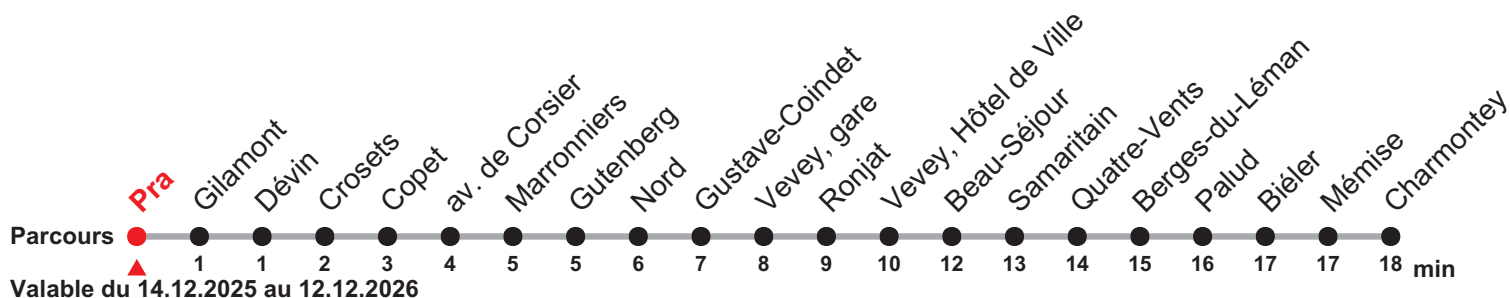 Pra
Gilamont
Dévin
Crosets
Copet
av. de Corsier
Marronniers
Gutenberg
Nord
Gustave-Coindet
Vevey, gare
Ronjat
Vevey, Hôtel de Ville
Beau-Séjour
Samaritain
Quatre-Vents
Berges-du-Léman
Palud
Biéler
Mémise
Charmontey
Parcours
1 1 2 3 4 5 5 6 7 8 9 10 12 13 14 15 16 17 17 18 min
Valable du 14.12.2025 au 12.12.2026